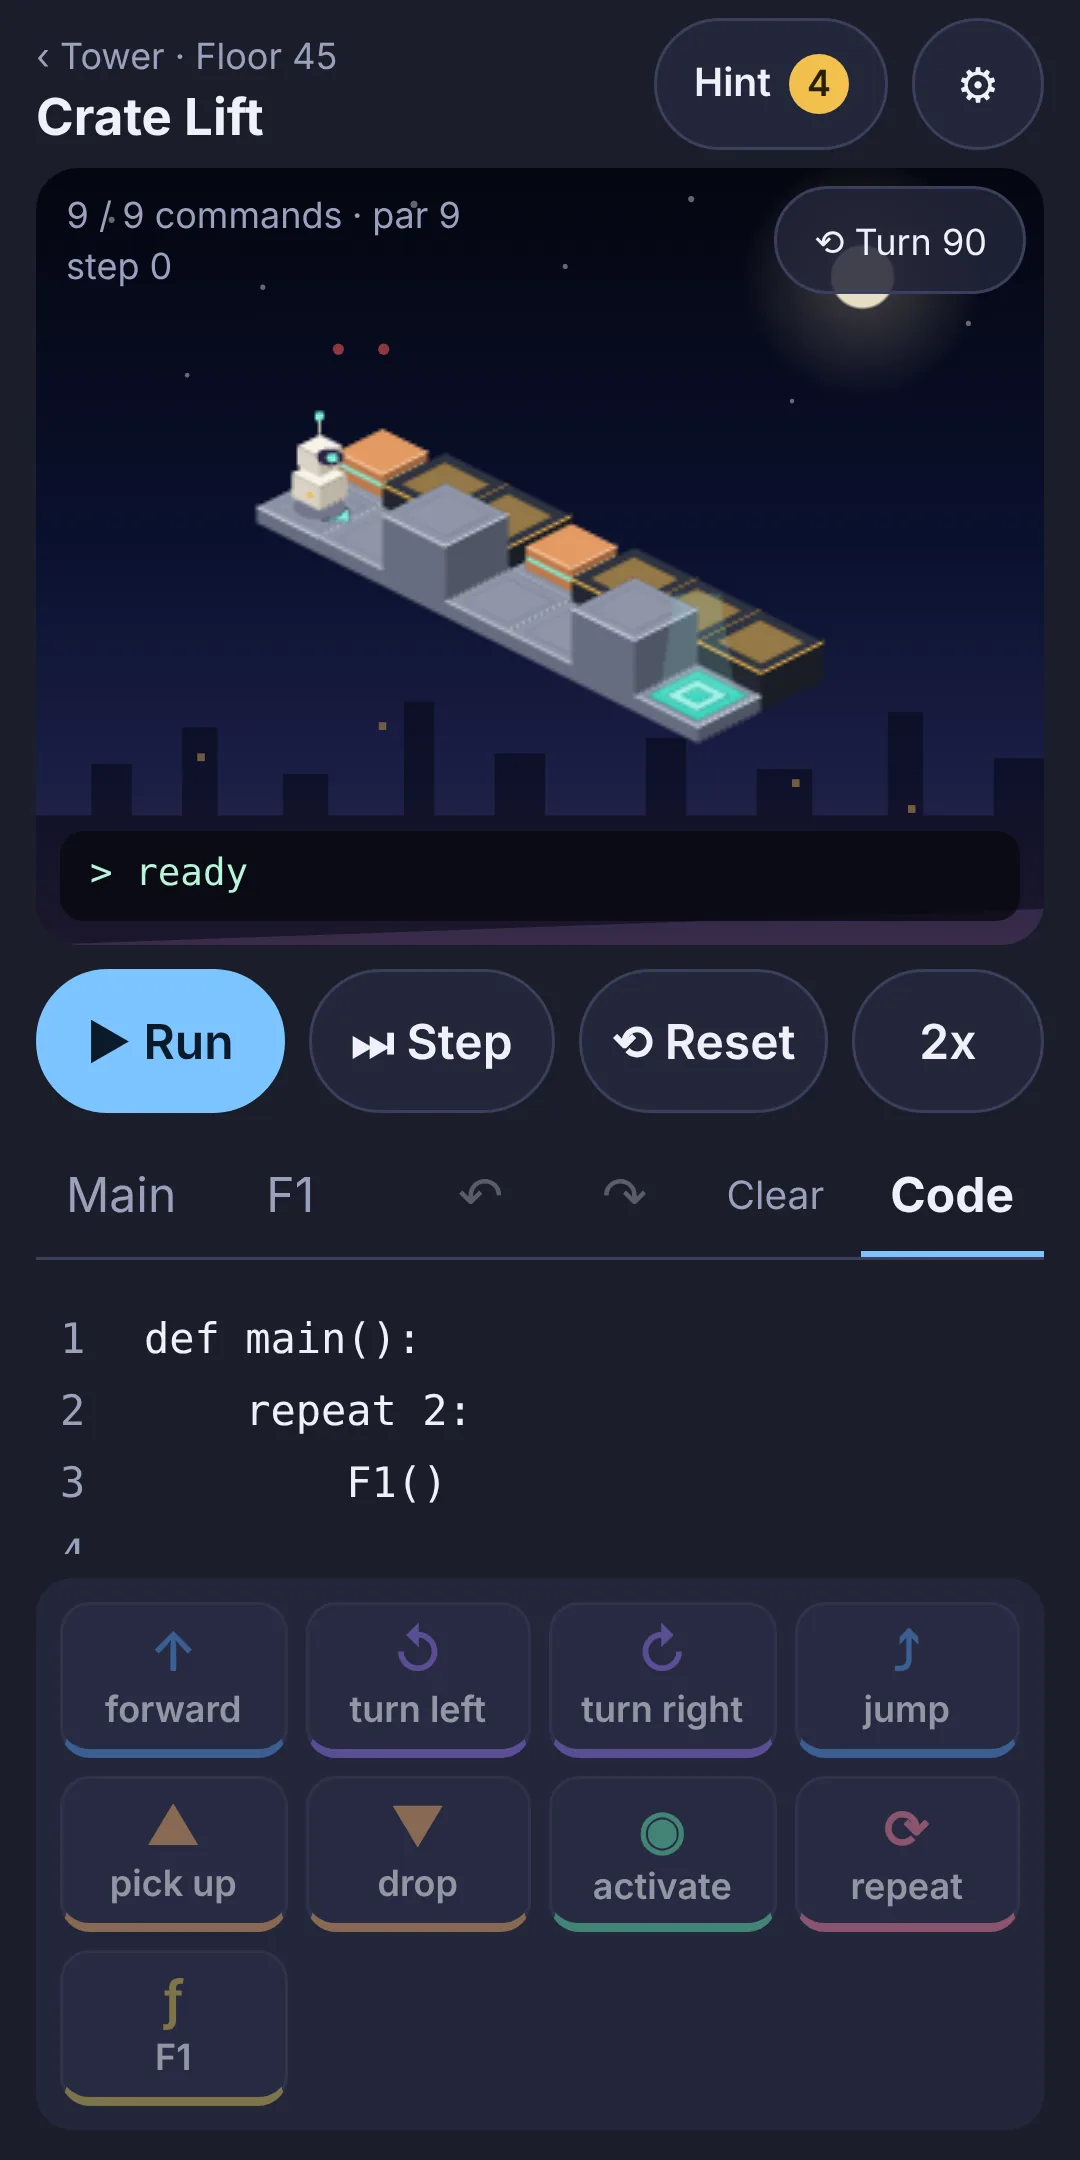 ‹ Tower · Floor 45
Crate Lift
Hint 4
9 / 9 commands · par 9
step 0
⟲ Turn 90
> ready
▶ Run
⏭ Step
⟲ Reset
2x
Main
F1
↶
↷
Clear
Code
1 def main():
2 repeat 2:
3 F1()
4
forward
turn left
turn right
jump
pick up
drop
activate
repeat
ƒ
F1